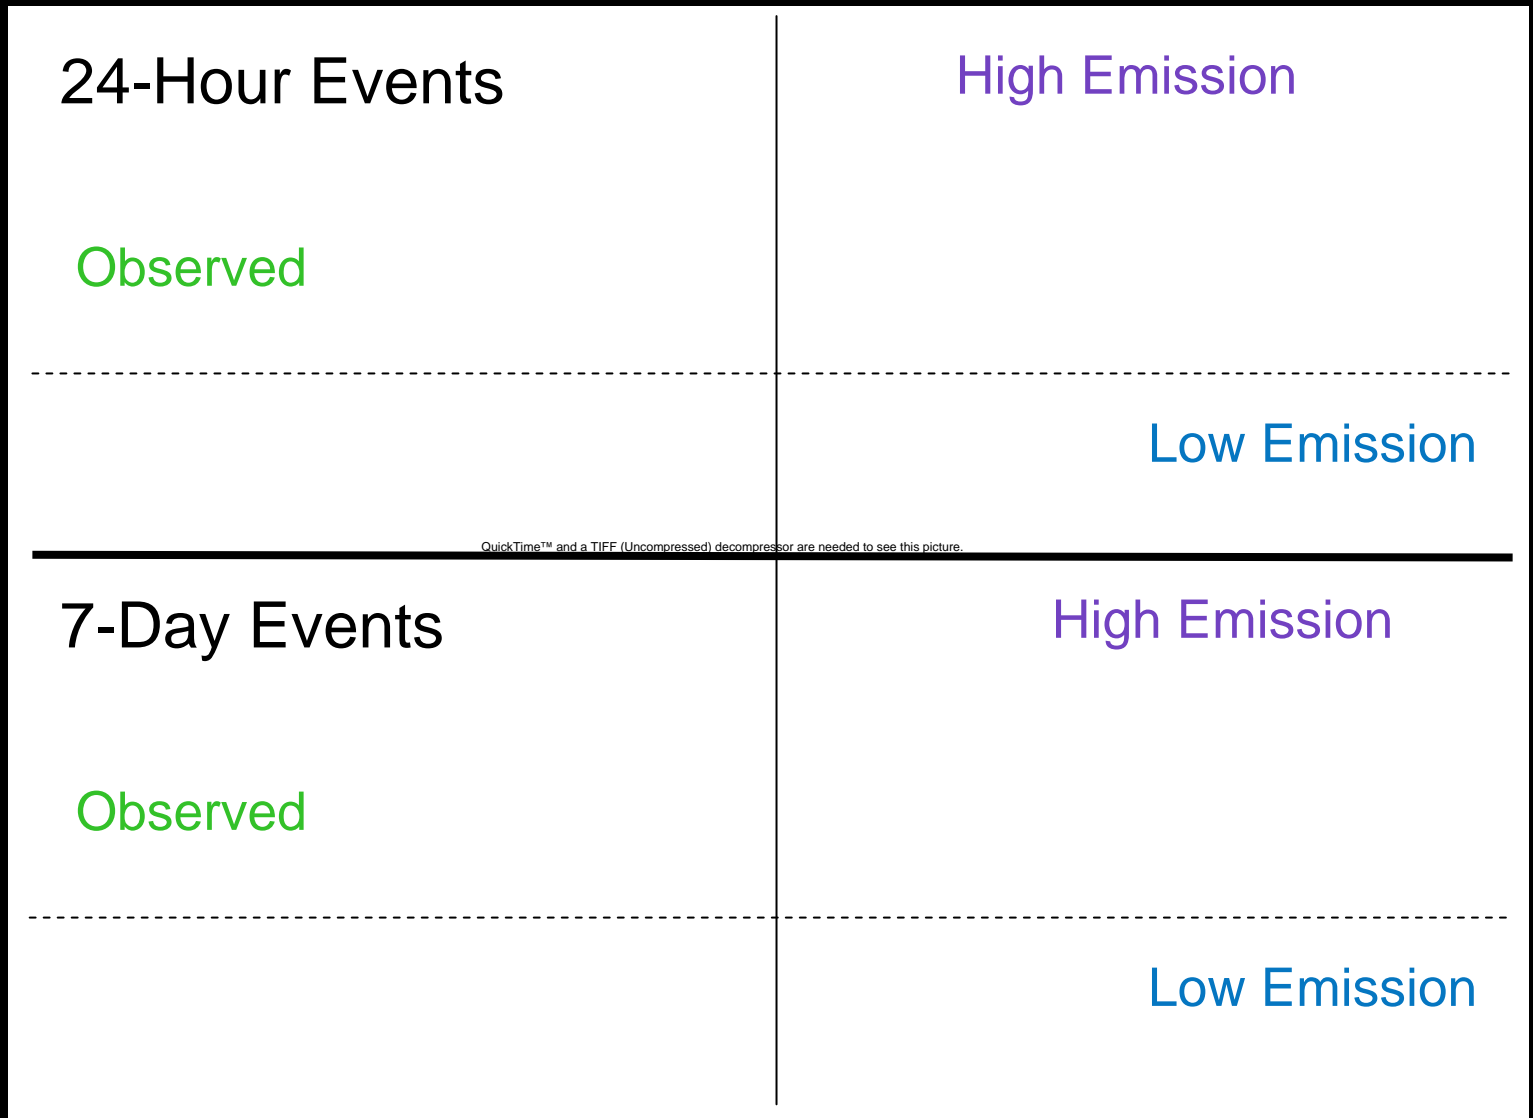 24-Hour Events
High Emission
Observed
Low Emission
QuickTime™ and a TIFF (Uncompressed) decompressor are needed to see this picture.
7-Day Events
High Emission
Observed
Low Emission